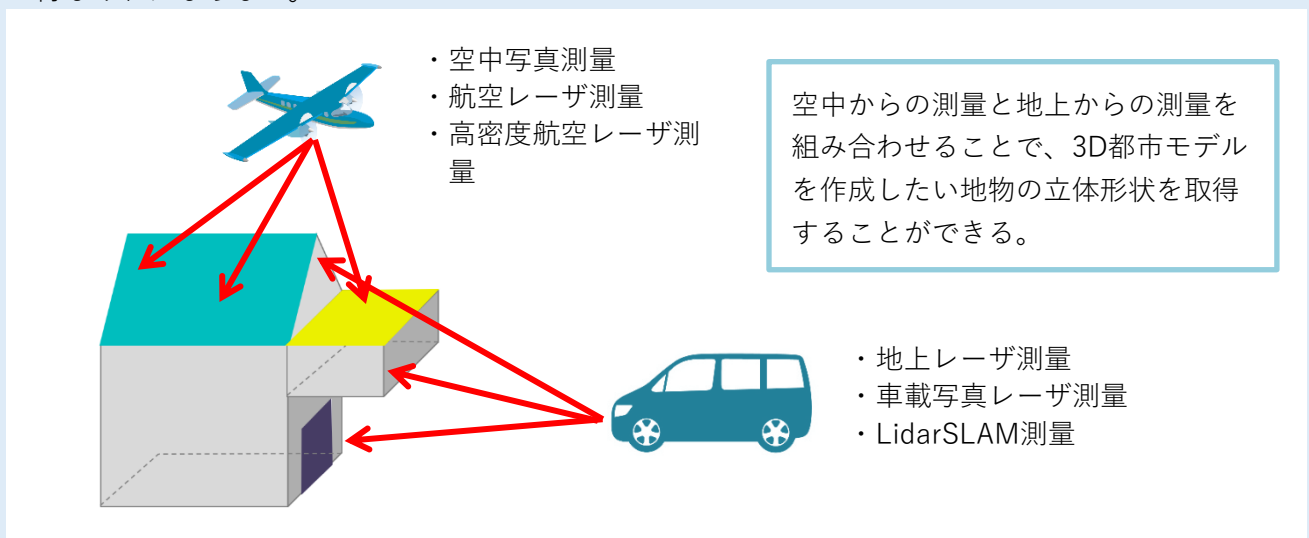 ・空中写真測量
・航空レーザ測量
・高密度航空レーザ測
量
空中からの測量と地上からの測量を
組み合わせることで、3D都市モデル
を作成したい地物の立体形状を取得
することができる。
・地上レーザ測量
・車載写真レーザ測量
・LidarSLAM測量